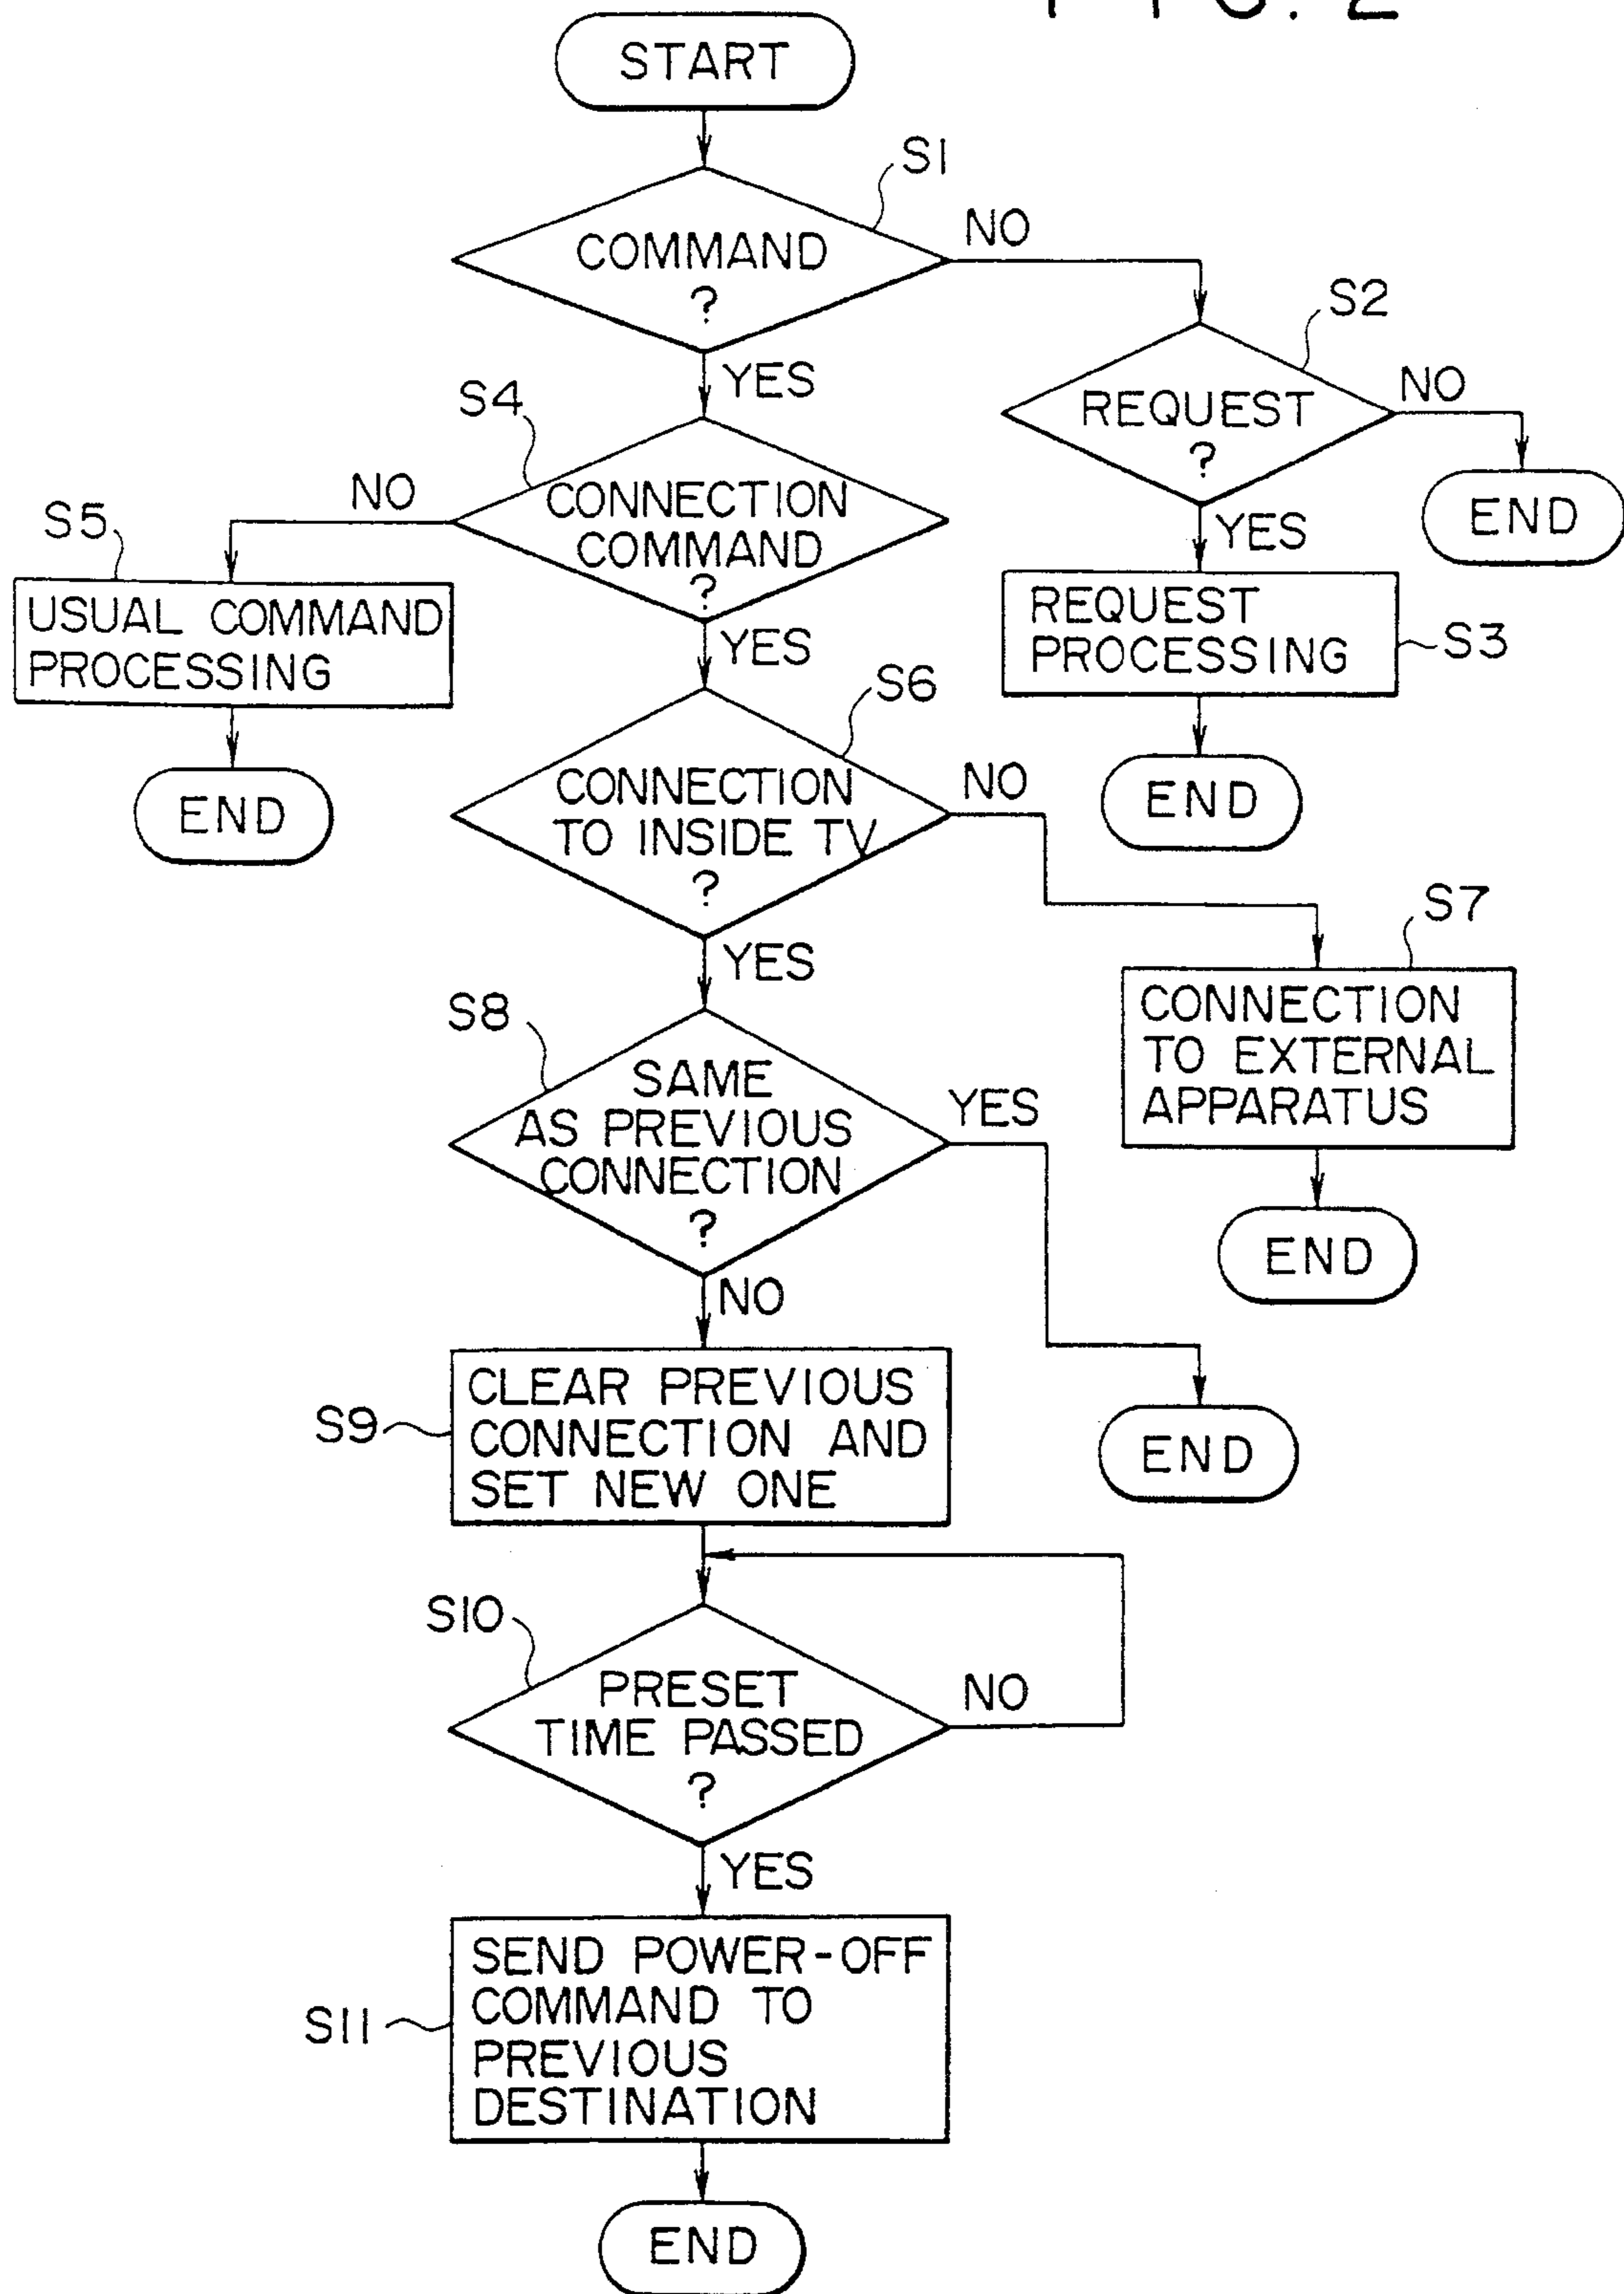 FIG. 2
START
S1
COMMAND
?
NO
YES
S2
REQUEST
?
NO
END
YES
REQUEST
PROCESSING
S3
END
S4
CONNECTION
COMMAND
?
NO
S5
USUAL COMMAND
PROCESSING
END
YES
S6
CONNECTION
TO INSIDE TV
?
NO
S7
CONNECTION
TO EXTERNAL
APPARATUS
END
YES
S8
SAME
AS PREVIOUS
CONNECTION
?
YES
END
NO
S9
CLEAR PREVIOUS
CONNECTION AND
SET NEW ONE
S10
PRESET
TIME PASSED
?
NO
YES
S11
SEND POWER-OFF
COMMAND TO
PREVIOUS
DESTINATION
END